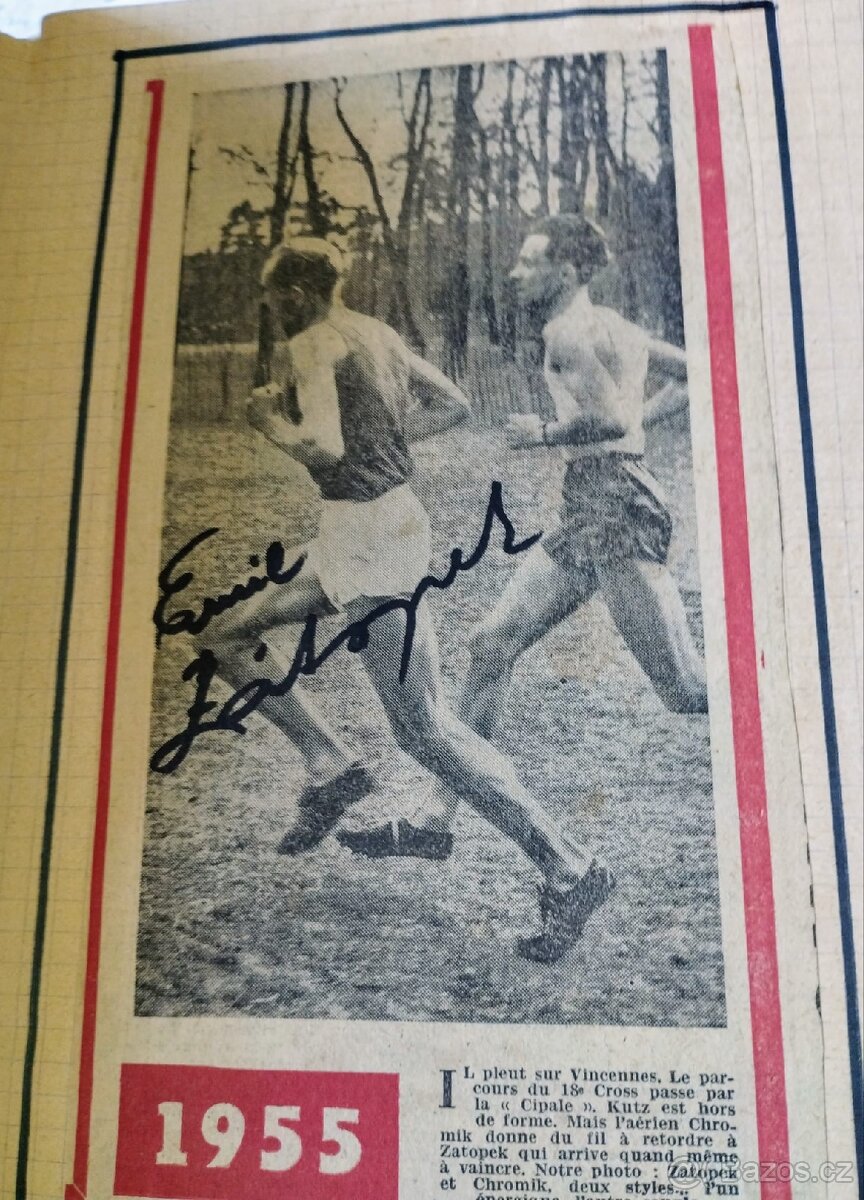 Emil
Zátopek
1955
IL pleut sur Vincennes. Le par-
cours du 18e Cross passe par
la « Cipale ». Kutz est hors
de forme. Mais l'aérien Chro-
mik donne du fil à retordre à
Zatopek qui arrive quand même
à vaincre. Notre photo : Zatopek
et Chromik, deux styles... l'un